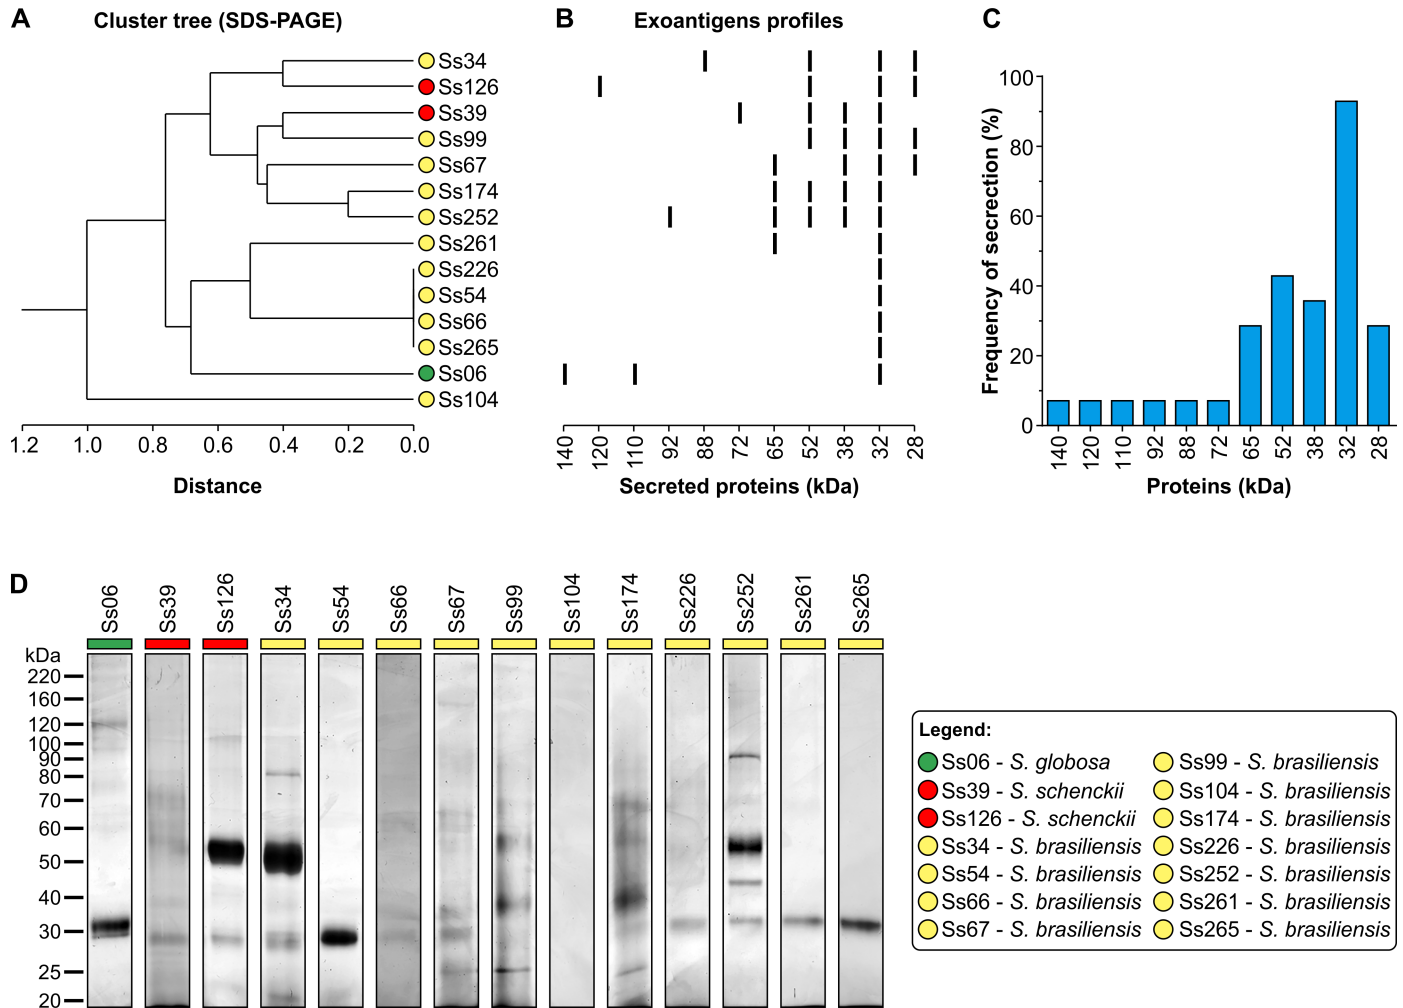 A
Cluster tree (SDS-PAGE)
Ss34
Ss126
Ss39
Ss99
Ss67
Ss174
Ss252
Ss261
Ss226
Ss54
Ss66
Ss265
Ss06
Ss104
1.2 1.0 0.8 0.6 0.4 0.2 0.0
Distance
B
Exoantigens profiles
140 120 110 92 88 72 65 52 38 32 28
Secreted proteins (kDa)
C
Frequency of secrection (%)
100
80
60
40
20
0
140 120 110 92 88 72 65 52 38 32 28
Proteins (kDa)
D
Ss06 Ss39 Ss126 Ss34 Ss54 Ss66 Ss67 Ss99 Ss104 Ss174 Ss226 Ss252 Ss261 Ss265
kDa
220
160
120
100
90
80
70
60
50
40
30
25
20
Legend:
Ss06 - S. globosa
Ss39 - S. schenckii
Ss126 - S. schenckii
Ss34 - S. brasiliensis
Ss54 - S. brasiliensis
Ss66 - S. brasiliensis
Ss67 - S. brasiliensis
Ss99 - S. brasiliensis
Ss104 - S. brasiliensis
Ss174 - S. brasiliensis
Ss226 - S. brasiliensis
Ss252 - S. brasiliensis
Ss261 - S. brasiliensis
Ss265 - S. brasiliensis